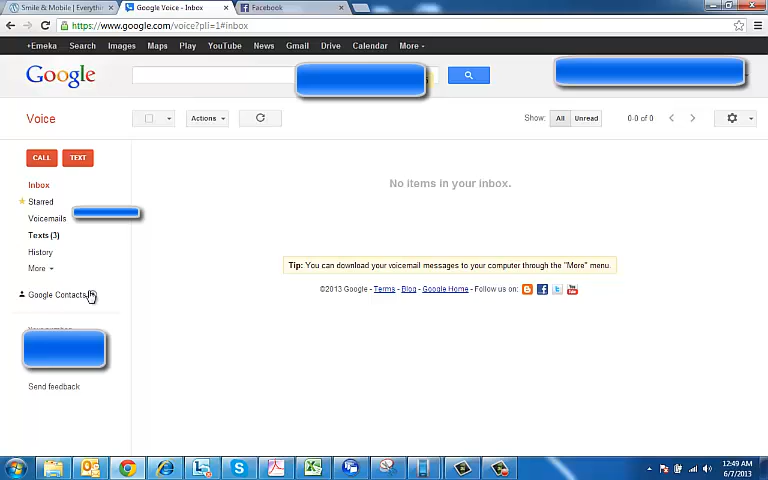 Smile & Mobile | Everythin
Google Voice - Inbox
Facebook
https://www.google.com/voice?pli=1#inbox
+Emeka Search Images Maps Play YouTube News Gmail Drive Calendar More
Google
Voice
Actions
Show: All Unread 0-0 of 0
CALL TEXT
Inbox
No items in your inbox.
Starred
Voicemails
Texts (3)
History
More
Tip: You can download your voicemail messages to your computer through the "More" menu.
©2013 Google - Terms - Blog - Google Home - Follow us on:
Google Contacts
Your number
Send feedback
12:49 AM
6/7/2013